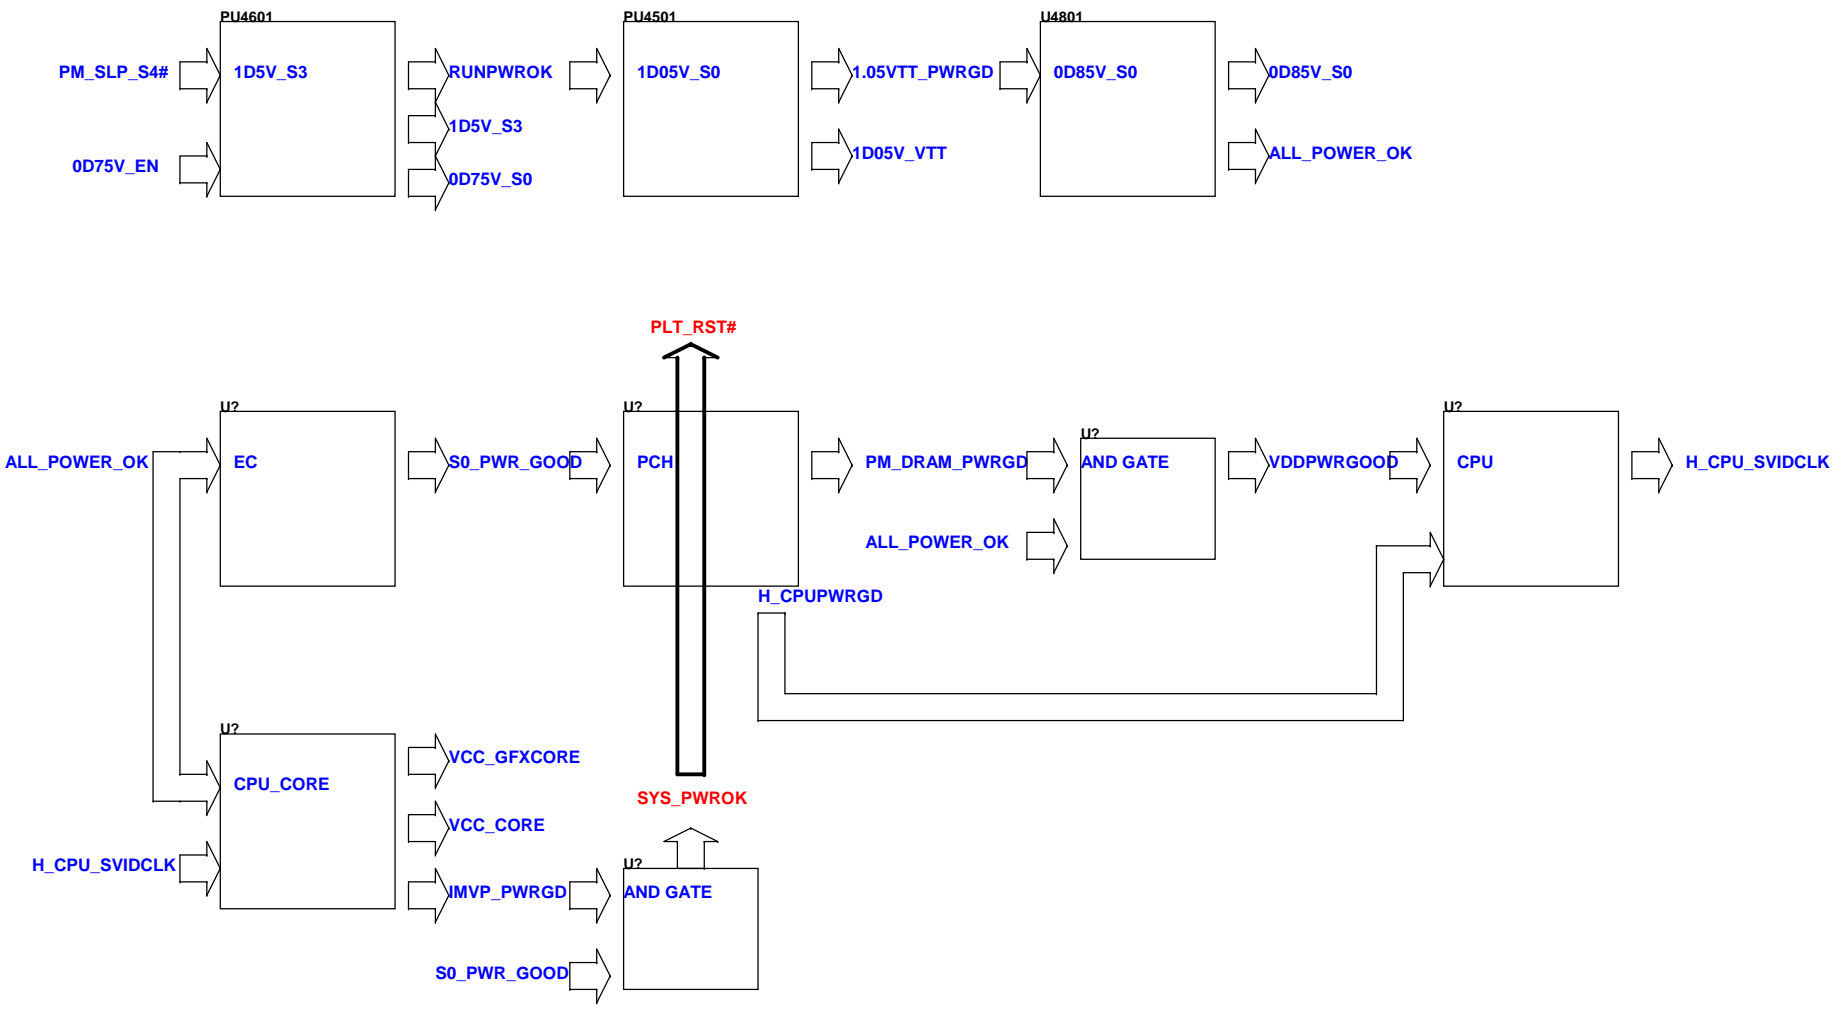 PU4601 PU4501 U4801
PM_SLP_S4# 1D5V_S3 RUNPWROK 1D05V_S0 1.05VTT_PWRGD 0D85V_S0 0D85V_S0
1D5V_S3
0D75V_EN 0D75V_S0 1D05V_VTT ALL_POWER_OK
PLT_RST#
U? U? U? U?
ALL_POWER_OK EC S0_PWR_GOOD PCH PM_DRAM_PWRGD AND GATE VDDPWRGOOD CPU H_CPU_SVIDCLK
ALL_POWER_OK
H_CPUPWRGD
U?
VCC_GFXCORE
CPU_CORE SYS_PWROK
VCC_CORE
H_CPU_SVIDCLK U?
IMVP_PWRGD AND GATE
S0_PWR_GOOD